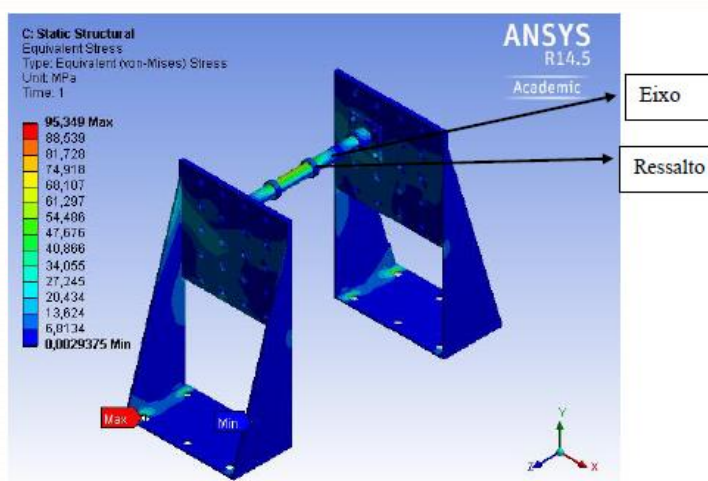 C: Static Structural
Equivalent Stress
Type: Equivalent (von-Mises) Stress
Unit: MPa
Time: 1
95,349 Max
88,539
81,728
74,918
68,107
61,297
54,486
47,676
40,866
34,055
27,245
20,434
13,624
6,8134
0,0029375 Min
ANSYS
R14.5
Academic
Eixo
Ressalto
Max
Min
Y
Z
X